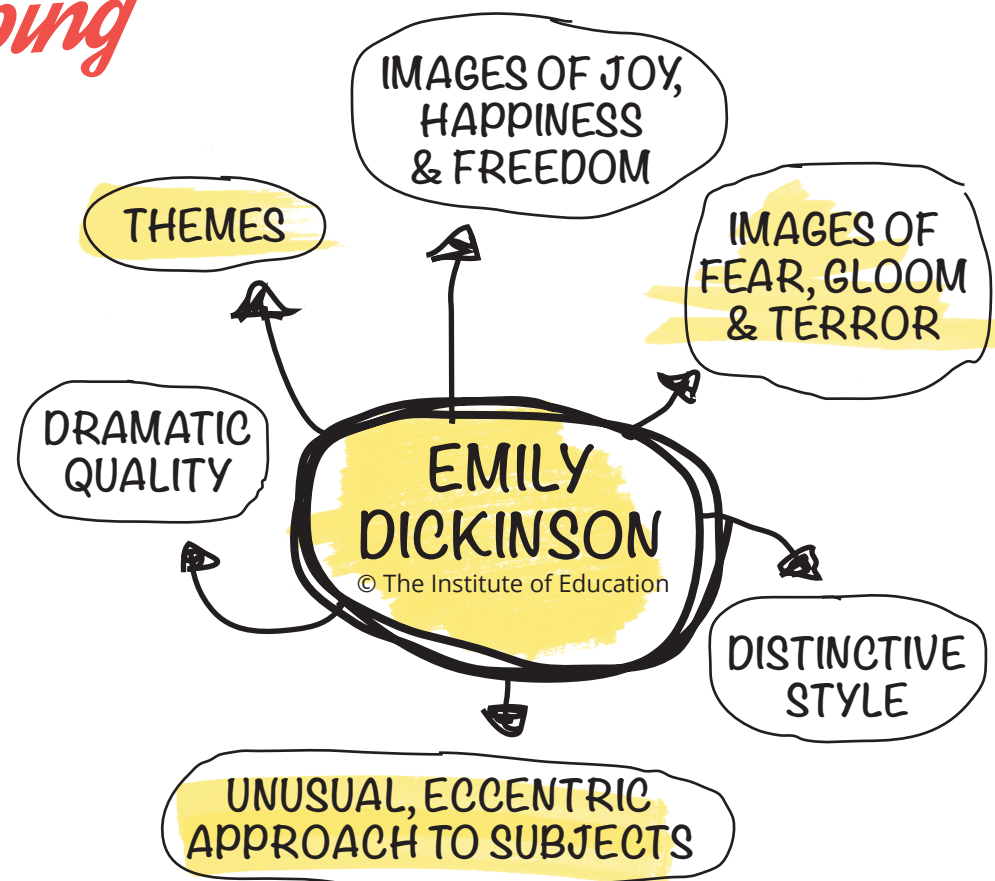 IMAGES OF JOY,
HAPPINESS
& FREEDOM
THEMES
IMAGES OF
FEAR, GLOOM
& TERROR
DRAMATIC
QUALITY
EMILY
DICKINSON
© The Institute of Education
DISTINCTIVE
STYLE
UNUSUAL, ECCENTRIC
APPROACH TO SUBJECTS